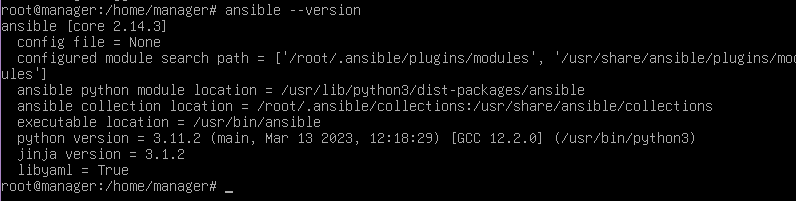 root@manager:/home/manager# ansible --version
ansible [core 2.14.3]
  config file = None
  configured module search path = ['/root/.ansible/plugins/modules', '/usr/share/ansible/plugins/mod
ules']
  ansible python module location = /usr/lib/python3/dist-packages/ansible
  ansible collection location = /root/.ansible/collections:/usr/share/ansible/collections
  executable location = /usr/bin/ansible
  python version = 3.11.2 (main, Mar 13 2023, 12:18:29) [GCC 12.2.0] (/usr/bin/python3)
  jinja version = 3.1.2
  libyaml = True
root@manager:/home/manager# _